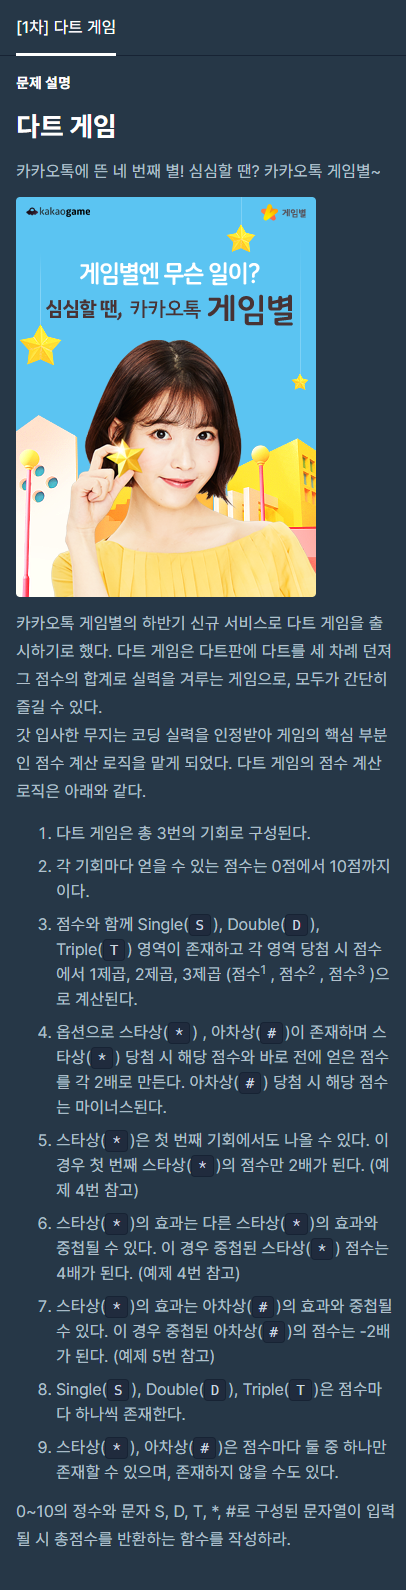 [1차] 다트 게임
문제 설명
다트 게임
카카오톡에 뜬 네 번째 별! 심심할 땐? 카카오톡 게임별~
kakaogame
게임별
게임별엔 무슨 일이?
심심할 땐, 카카오톡 게임별
카카오톡 게임별의 하반기 신규 서비스로 다트 게임을 출
시하기로 했다. 다트 게임은 다트판에 다트를 세 차례 던져
그 점수의 합계로 실력을 겨루는 게임으로, 모두가 간단히
즐길 수 있다.
갓 입사한 무지는 코딩 실력을 인정받아 게임의 핵심 부분
인 점수 계산 로직을 맡게 되었다. 다트 게임의 점수 계산
로직은 아래와 같다.
1. 다트 게임은 총 3번의 기회로 구성된다.
2. 각 기회마다 얻을 수 있는 점수는 0점에서 10점까지
이다.
3. 점수와 함께 Single(S), Double(D),
Triple(T) 영역이 존재하고 각 영역 당첨 시 점수
에서 1제곱, 2제곱, 3제곱 (점수1 , 점수2 , 점수3 )으
로 계산된다.
4. 옵션으로 스타상(*) , 아차상(#)이 존재하며 스
타상(*) 당첨 시 해당 점수와 바로 전에 얻은 점수
를 각 2배로 만든다. 아차상(#) 당첨 시 해당 점수
는 마이너스된다.
5. 스타상(*)은 첫 번째 기회에서도 나올 수 있다. 이
경우 첫 번째 스타상(*)의 점수만 2배가 된다. (예
제 4번 참고)
6. 스타상(*)의 효과는 다른 스타상(*)의 효과와
중첩될 수 있다. 이 경우 중첩된 스타상(*) 점수는
4배가 된다. (예제 4번 참고)
7. 스타상(*)의 효과는 아차상(#)의 효과와 중첩될
수 있다. 이 경우 중첩된 아차상(#)의 점수는 -2배
가 된다. (예제 5번 참고)
8. Single(S), Double(D), Triple(T)은 점수마
다 하나씩 존재한다.
9. 스타상(*), 아차상(#)은 점수마다 둘 중 하나만
존재할 수 있으며, 존재하지 않을 수도 있다.
0~10의 정수와 문자 S, D, T, *, #로 구성된 문자열이 입력
될 시 총점수를 반환하는 함수를 작성하라.